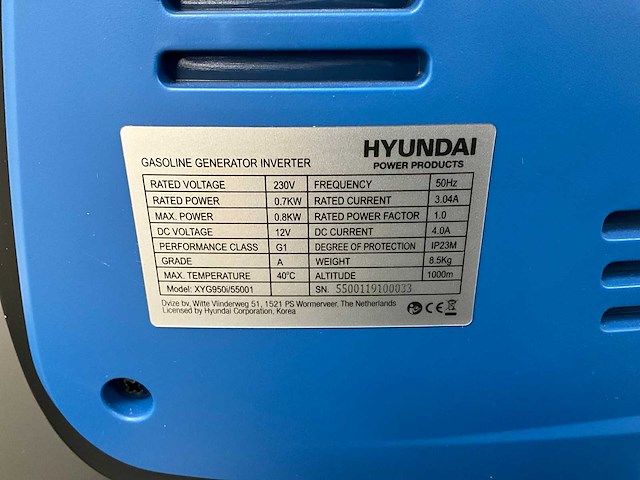 HYUNDAI
GASOLINE GENERATOR INVERTER POWER PRODUCTS
RATED VOLTAGE 230V FREQUENCY 50Hz
RATED POWER 0.7KW RATED CURRENT 3.04A
MAX. POWER 0.8KW RATED POWER FACTOR 1.0
DC VOLTAGE 12V DC CURRENT 4.0A
PERFORMANCE CLASS G1 DEGREE OF PROTECTION IP23M
GRADE A WEIGHT 8.5Kg
MAX. TEMPERATURE 40°C ALTITUDE 1000m
Model: XYG950i/55001 SN. 5500119100033
Dvize bv, Witte Vlinderweg 51, 1521 PS Wormerveer. The Netherlands
Licensed by Hyundai Corporation, Korea
CE